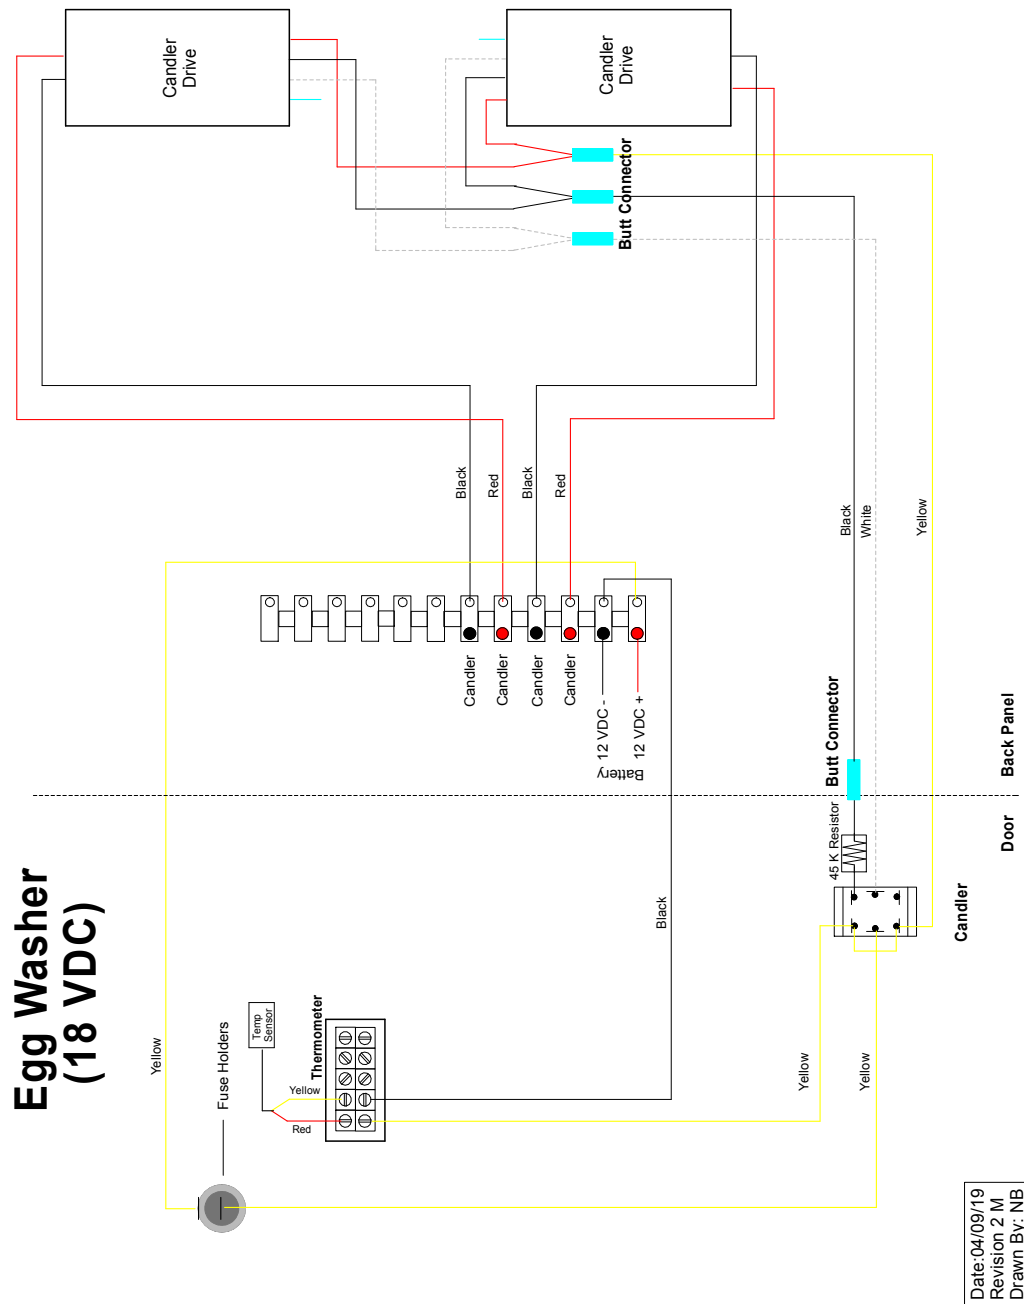 Egg Washer
(18 VDC)
Candler
Drive
Candler
Drive
Butt Connector
Black
Red
Black
Red
Black
White
Yellow
Candler
Candler
Candler
Candler
12 VDC -
12 VDC +
Battery
Butt Connector
Back Panel
Door
45 K Resistor
Candler
Black
Yellow
Fuse Holders
Temp
Sensor
Thermometer
Yellow
Red
Yellow
Yellow
Date:04/09/19
Revision 2 M
Drawn By: NB